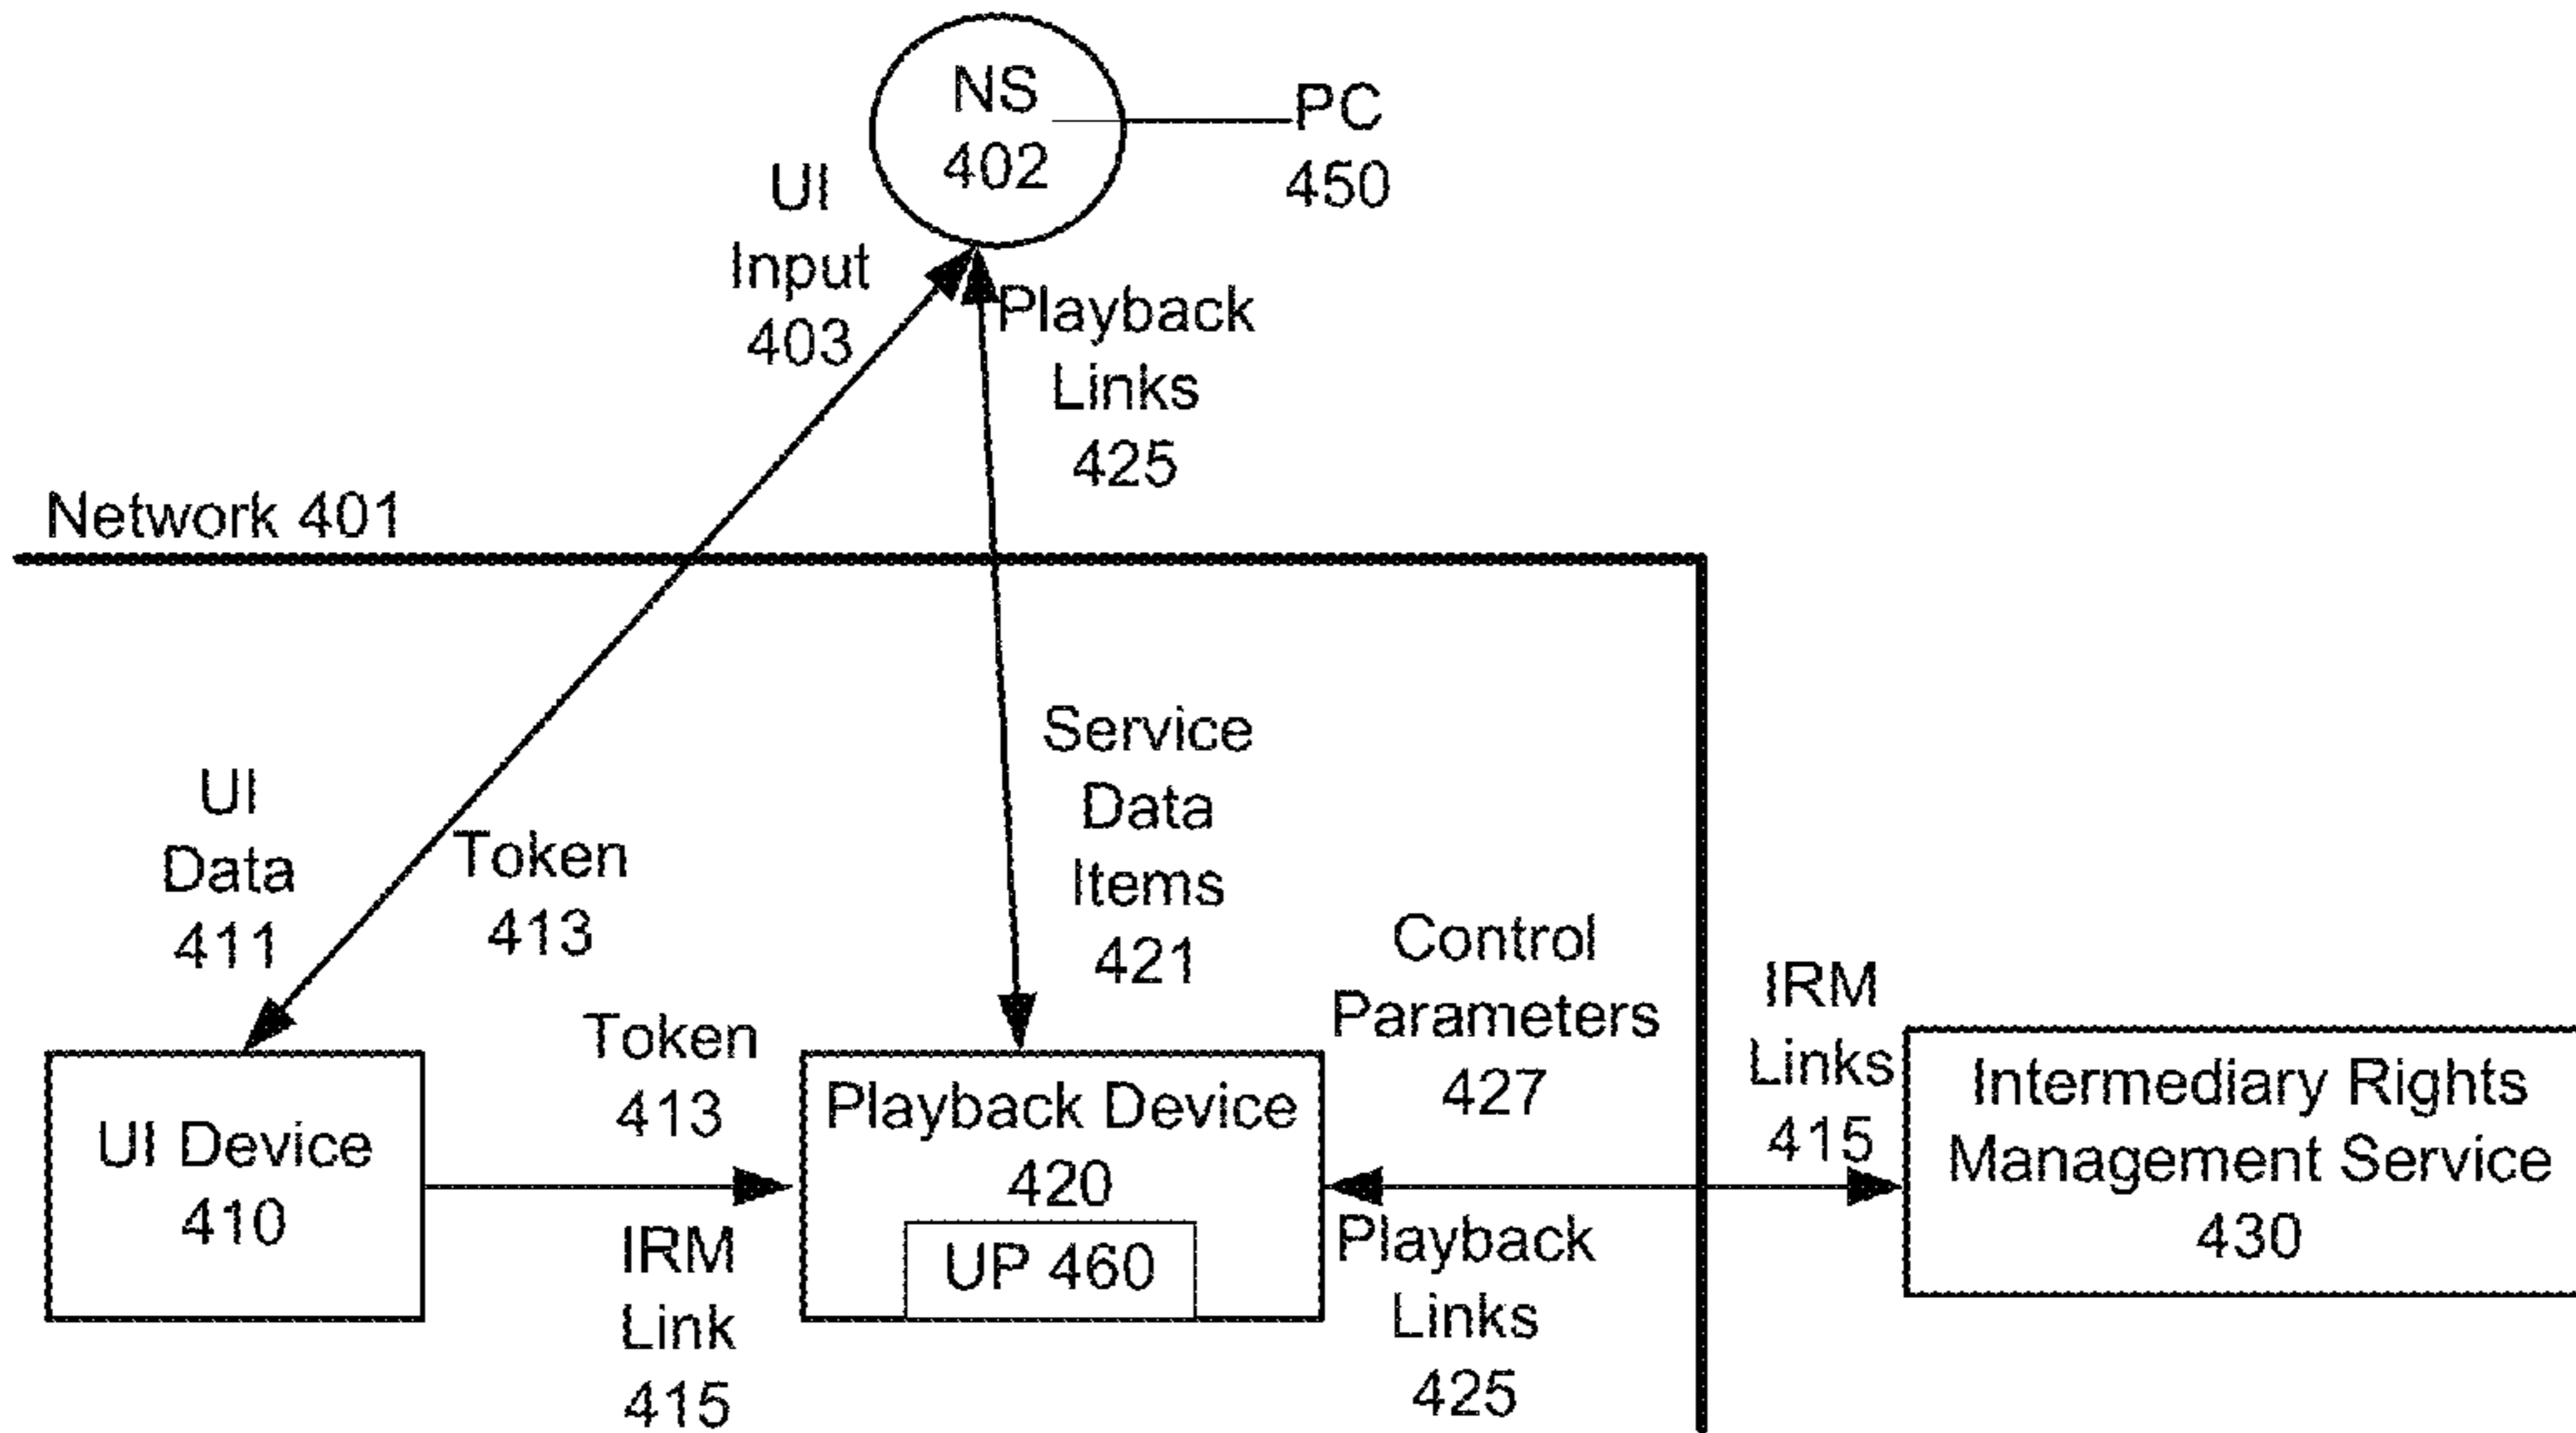 NS
402
PC
450
UI
Input
403
Playback
Links
425
Network 401
Service
Data
Items
421
UI
Data
411
Token
413
Control
Parameters
427
IRM
Links
415
Token
413
UI Device
410
Playback Device
420
UP 460
Intermediary Rights
Management Service
430
IRM
Link
415
Playback
Links
425